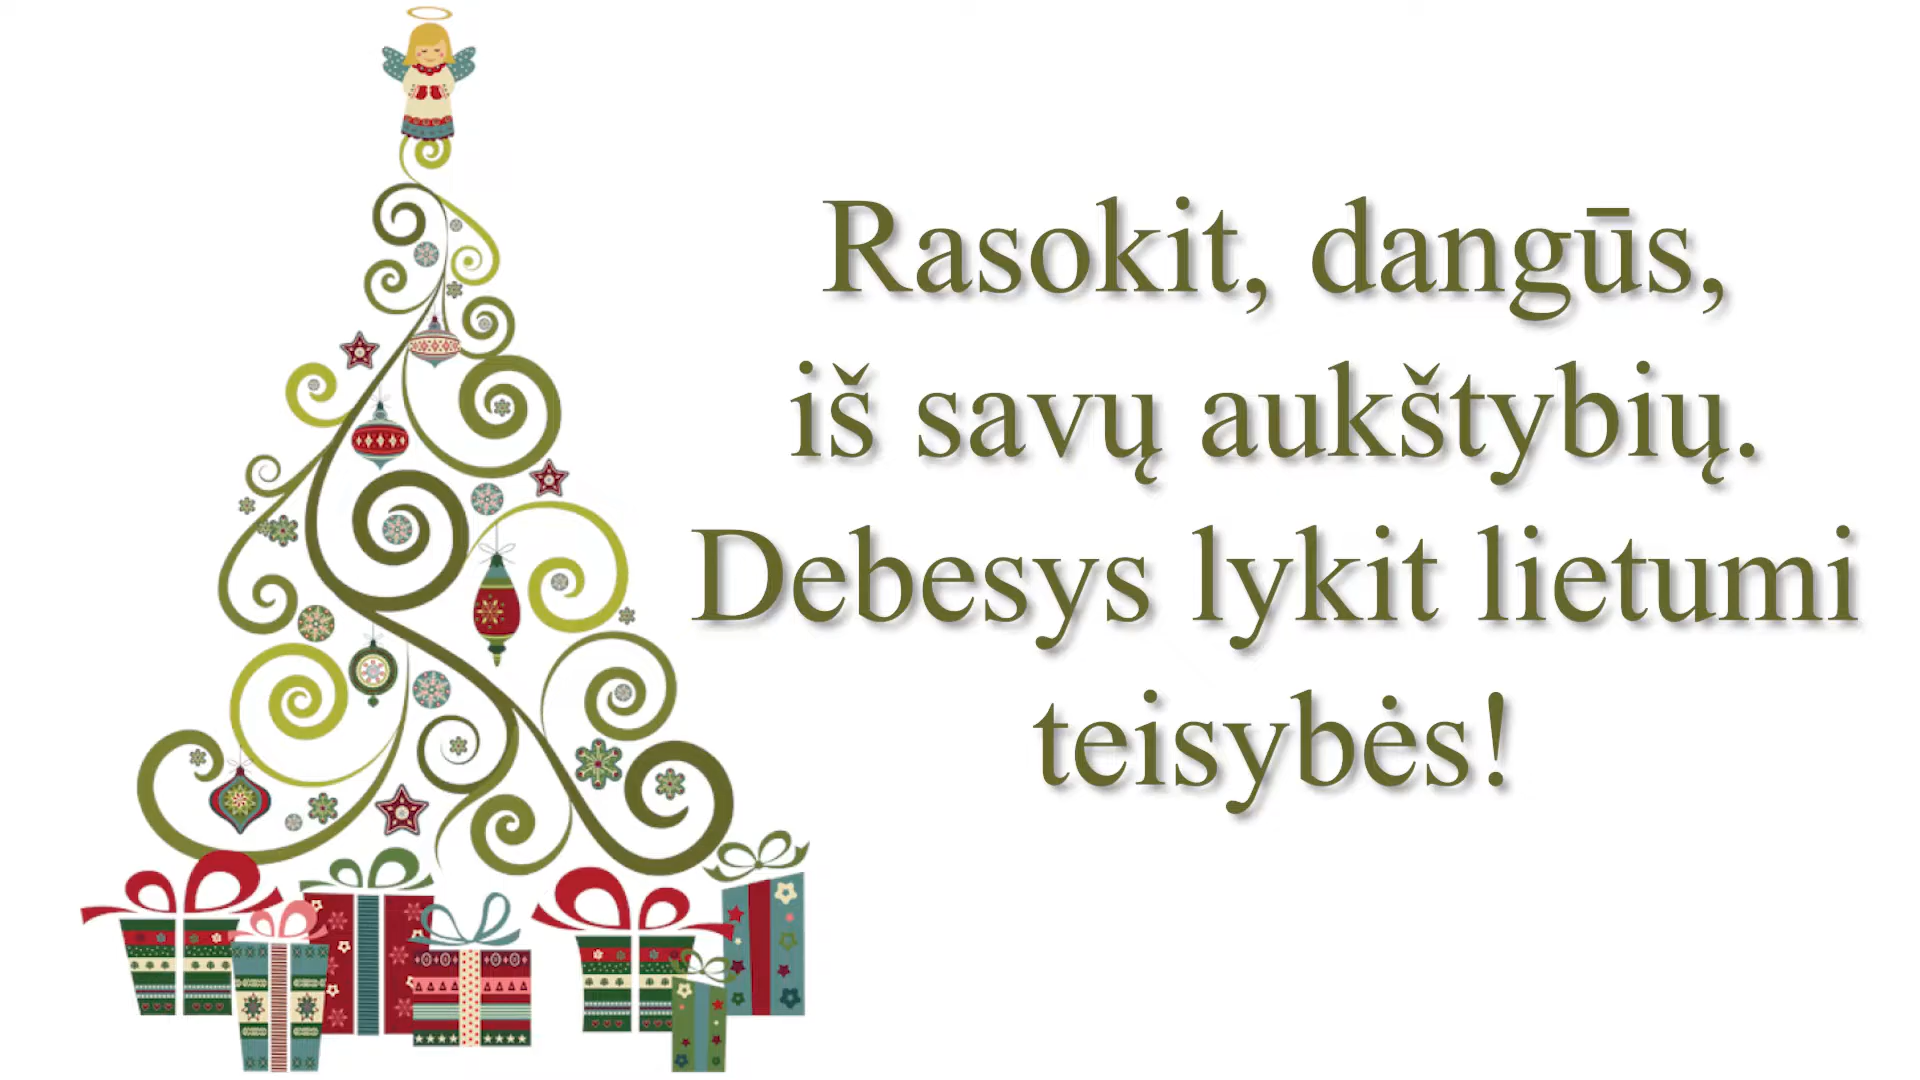 Rasokit, dangūs,
iš savų aukštybių.
Debesys lykit lietumi
teisybės!